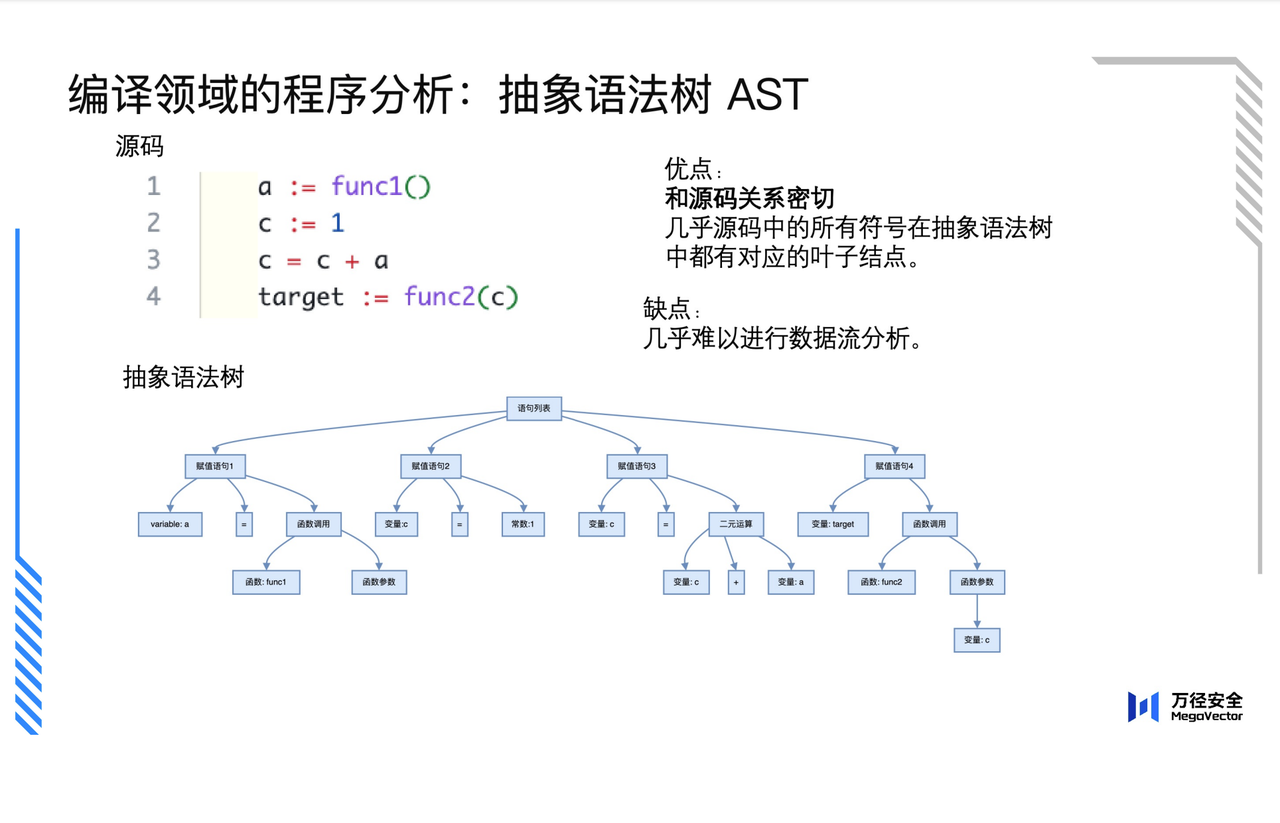 编译领域的程序分析：抽象语法树 AST
源码
1 a := func1()
2 c := 1
3 c = c + a
4 target := func2(c)
优点：
和源码关系密切
几乎源码中的所有符号在抽象语法树
中都有对应的叶子结点。
缺点：
几乎难以进行数据流分析。
抽象语法树
语句列表
赋值语句1 赋值语句2 赋值语句3 赋值语句4
variable: a = 函数调用 变量:c = 常数:1 变量: c = 二元运算 变量: target 函数调用
函数: func1 函数参数 变量: c + 变量: a 函数: func2 函数参数
变量: c
万径安全
MegaVector